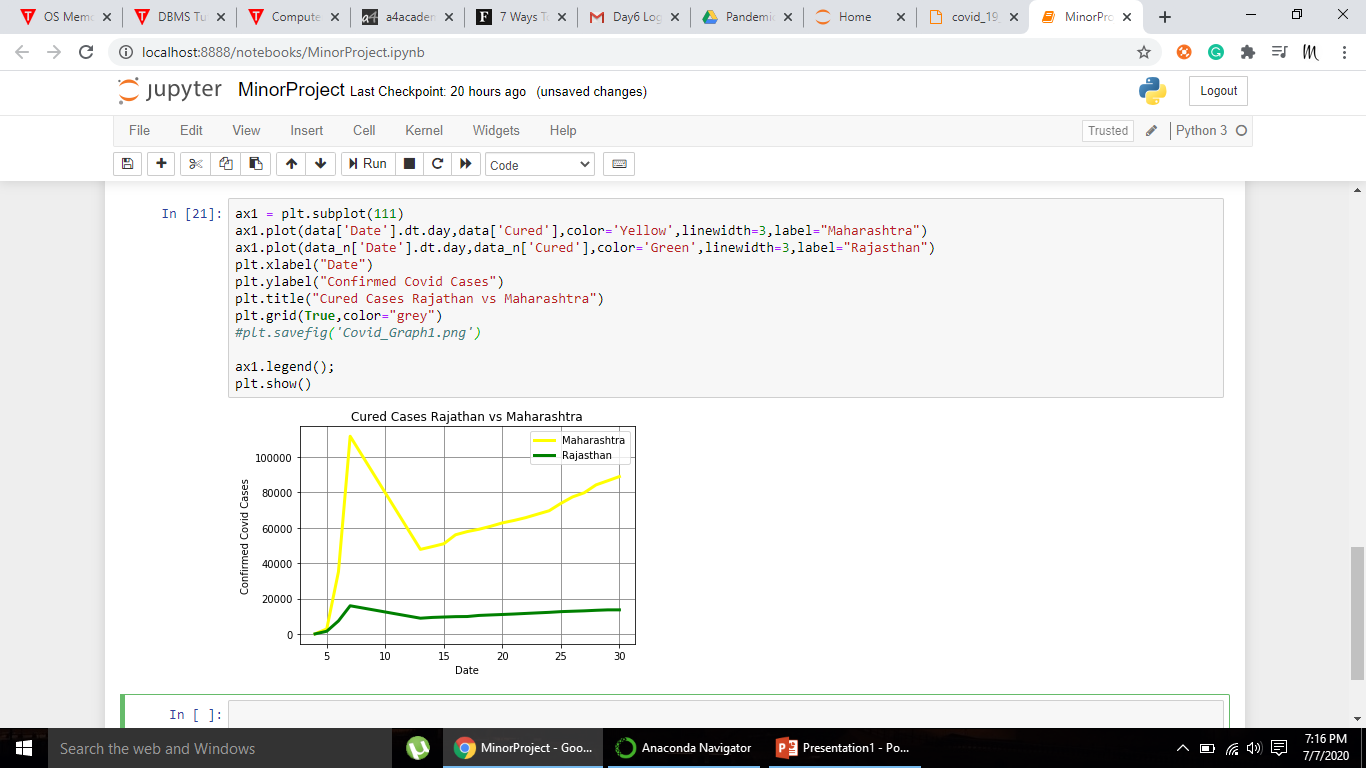 OS Mem
DBMS Tu
Compute
a4 a4acaden
F 7 Ways T
Day6 Log
Pandemi
Home
covid_19
MinorPro
localhost:8888/notebooks/MinorProject.ipynb
jupyter MinorProject Last Checkpoint: 20 hours ago (unsaved changes)
Logout
File Edit View Insert Cell Kernel Widgets Help
Trusted Python 3
Run Code
In [21]:
ax1 = plt.subplot(111)
ax1.plot(data['Date'].dt.day,data['Cured'],color='Yellow',linewidth=3,label="Maharashtra")
ax1.plot(data_n['Date'].dt.day,data_n['Cured'],color='Green',linewidth=3,label="Rajasthan")
plt.xlabel("Date")
plt.ylabel("Confirmed Covid Cases")
plt.title("Cured Cases Rajathan vs Maharashtra")
plt.grid(True,color="grey")
#plt.savefig('Covid_Graph1.png')
ax1.legend();
plt.show()
Cured Cases Rajathan vs Maharashtra
Maharashtra
Rajasthan
100000
80000
60000
40000
20000
0
Confirmed Covid Cases
5 10 15 20 25 30
Date
In [ ]:
Search the web and Windows
MinorProject - Goo...
Anaconda Navigator
Presentation1 - Po...
7:16 PM
7/7/2020